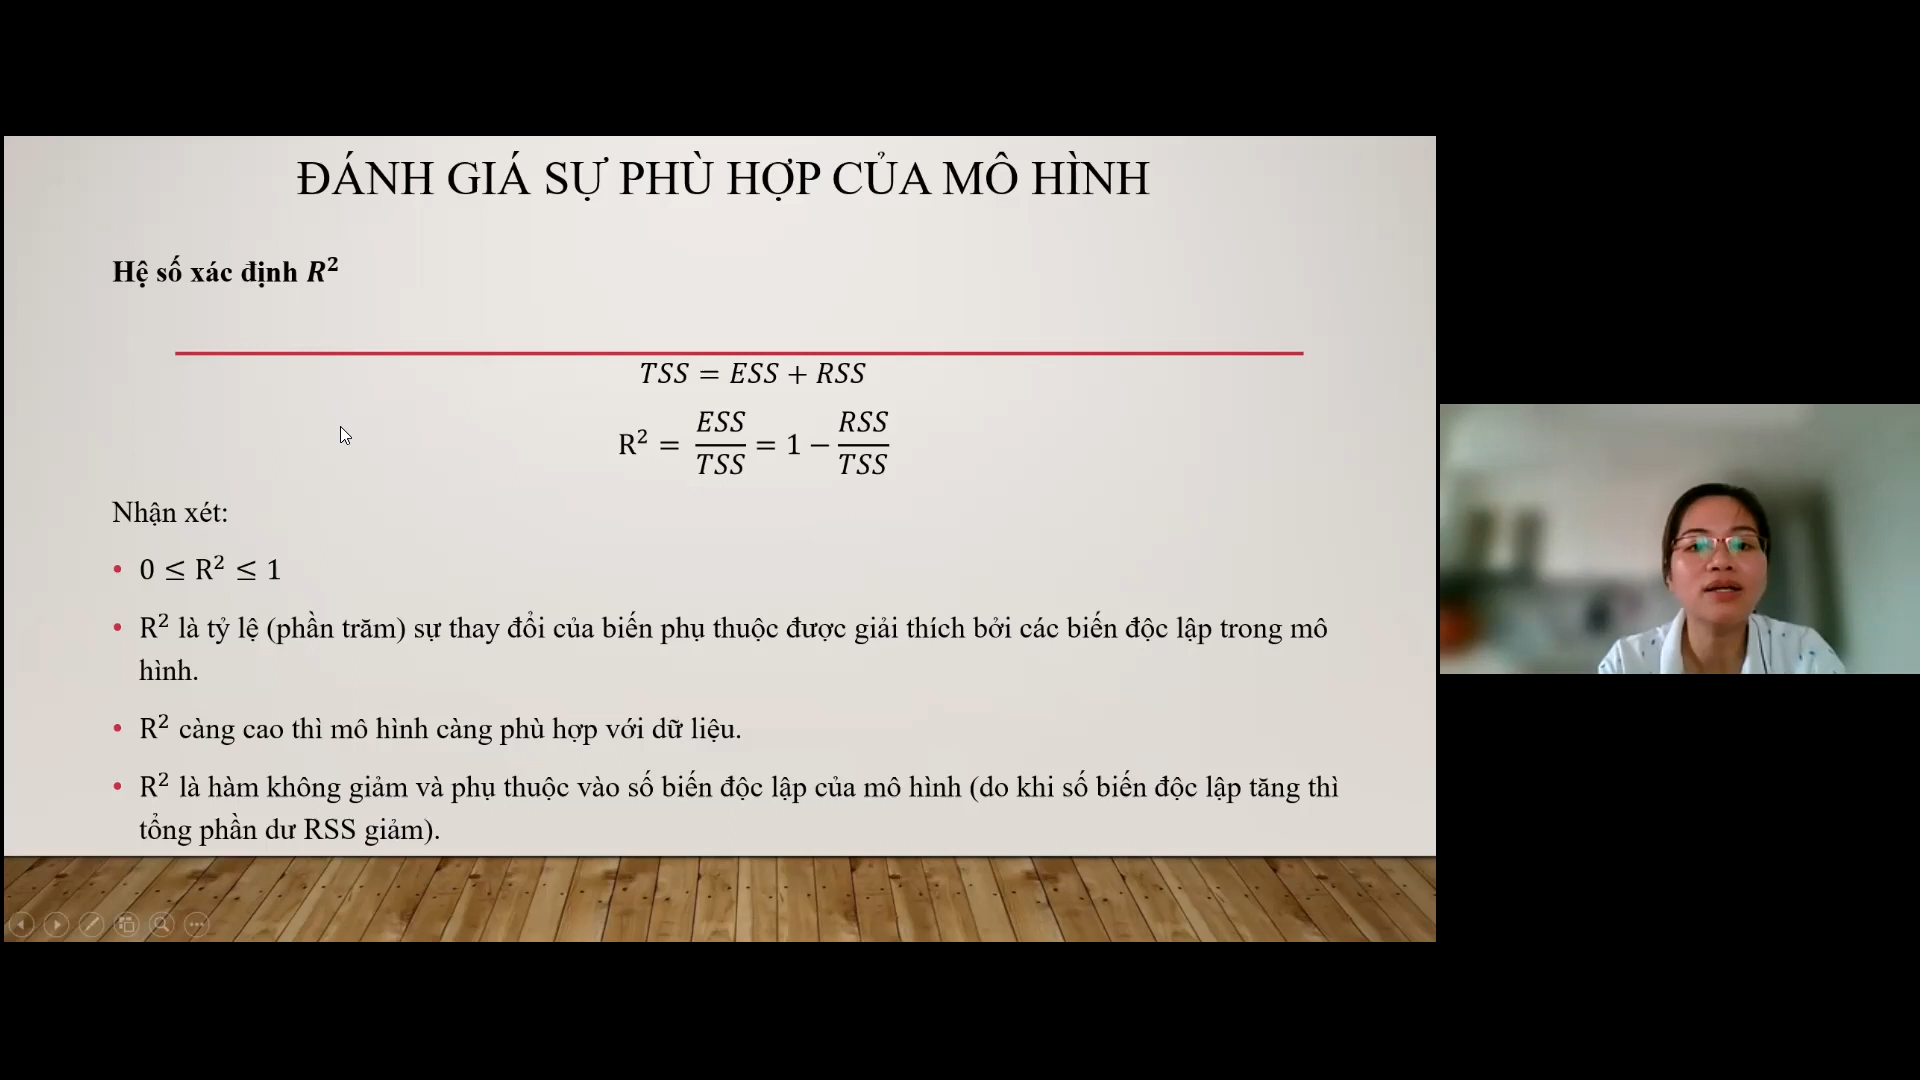 ĐÁNH GIÁ SỰ PHÙ HỢP CỦA MÔ HÌNH
Hệ số xác định R²
TSS = ESS + RSS
R² = ESS/TSS = 1 − RSS/TSS
Nhận xét:
• 0 ≤ R² ≤ 1
• R² là tỷ lệ (phần trăm) sự thay đổi của biến phụ thuộc được giải thích bởi các biến độc lập trong mô
hình.
• R² càng cao thì mô hình càng phù hợp với dữ liệu.
• R² là hàm không giảm và phụ thuộc vào số biến độc lập của mô hình (do khi số biến độc lập tăng thì
tổng phần dư RSS giảm).